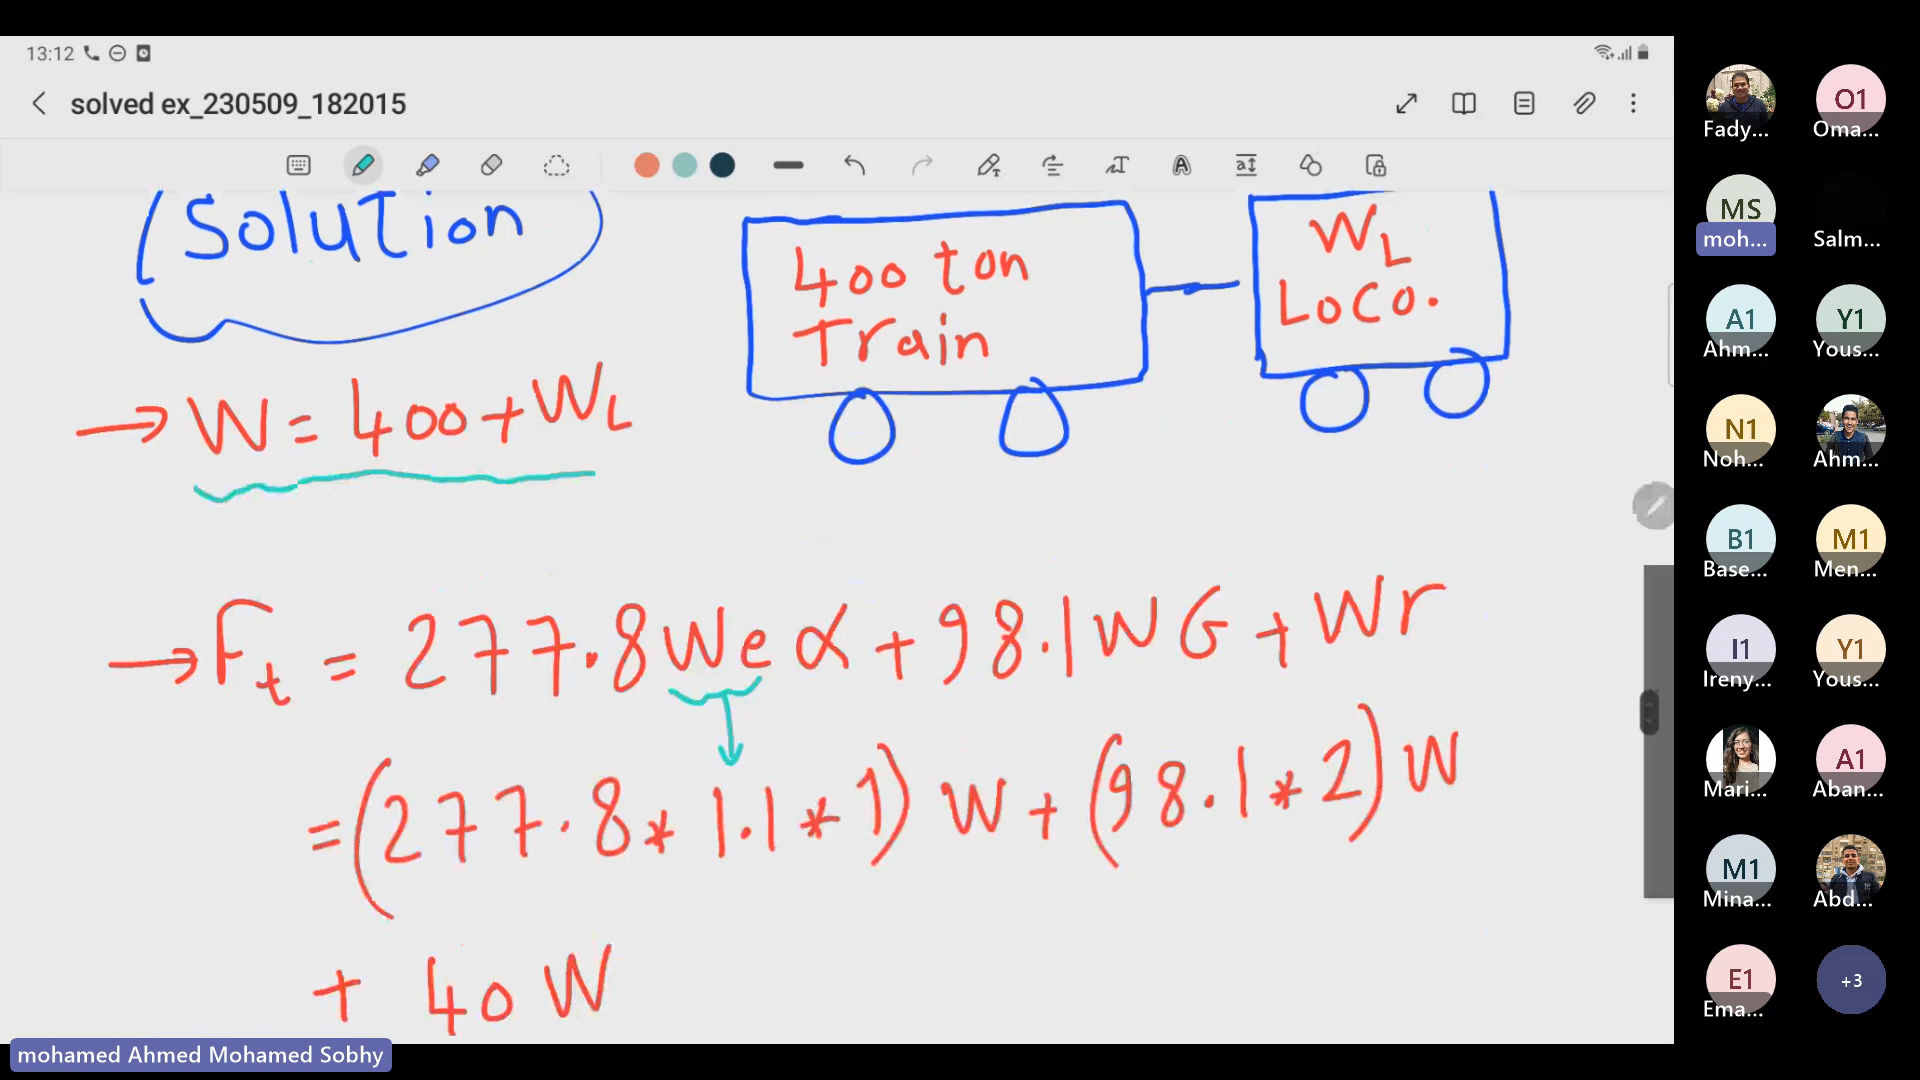 13:12
solved ex_230509_182015
Solution
400 ton
Train
WL
Loco.
→ W = 400 + WL
→ Ft = 277.8 We α + 98.1 W G + Wr
= (277.8 * 1.1 * 1) W + (98.1 * 2) W
+ 40 W
mohamed Ahmed Mohamed Sobhy
Fady...
O1
Oma...
MS
moh...
Salm...
A1
Ahm...
Y1
Yous...
N1
Noh...
Ahm...
B1
Base...
M1
Men...
I1
Ireny...
Y1
Yous...
Mari...
A1
Aban...
M1
Mina...
Abd...
E1
Ema...
+3